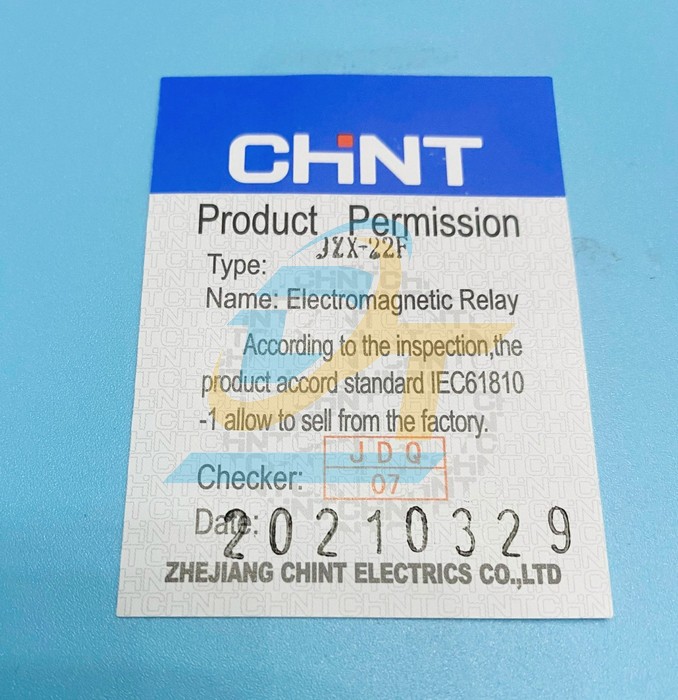 CHNT
Product Permission
JZX-22F
Type:
Name: Electromagnetic Relay
According to the inspection,the
product accord standard IEC61810
-1 allow to sell from the factory.
JDQ
Checker: 07
Date: 20210329
ZHEJIANG CHINT ELECTRICS CO.,LTD